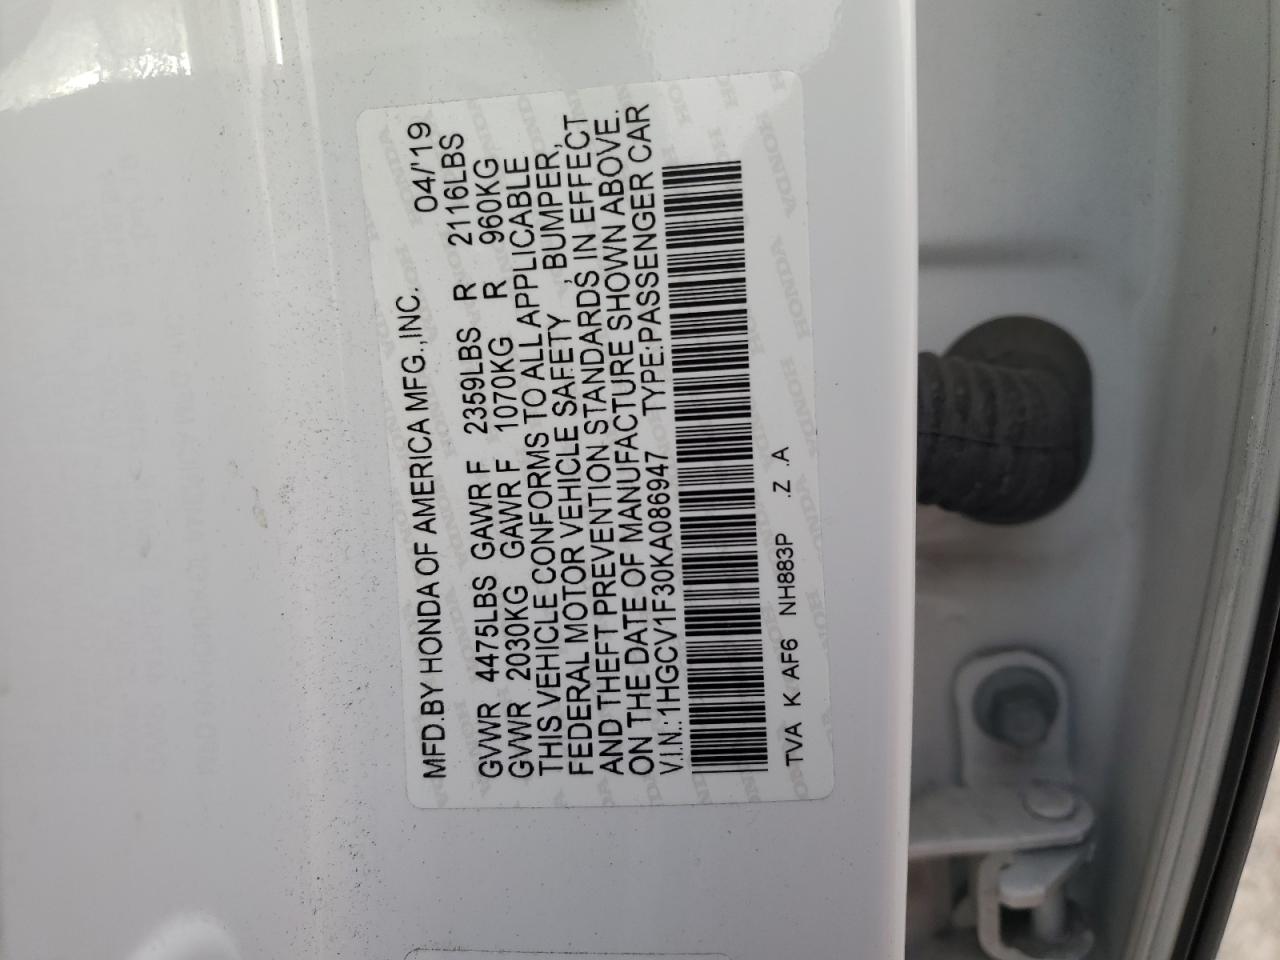 MFD.BY HONDA OF AMERICA MFG.,INC. 04/'19
GVWR 4475LBS GAWR F 2359LBS R 2116LBS
GVWR 2030KG GAWR F 1070KG R 960KG
THIS VEHICLE CONFORMS TO ALL APPLICABLE
FEDERAL MOTOR VEHICLE SAFETY , BUMPER,
AND THEFT PREVENTION STANDARDS IN EFFECT
ON THE DATE OF MANUFACTURE SHOWN ABOVE.
V.I.N.:1HGCV1F30KA086947 TYPE:PASSENGER CAR
TVA K AF6 NH883P .Z .A